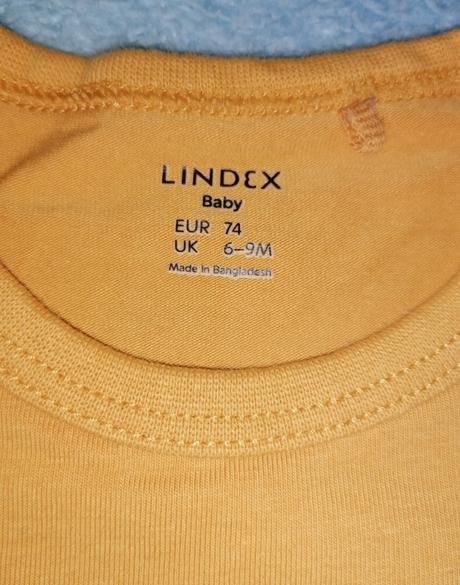 LINDEX
Baby
EUR 74
UK 6–9M
Made in Bangladesh